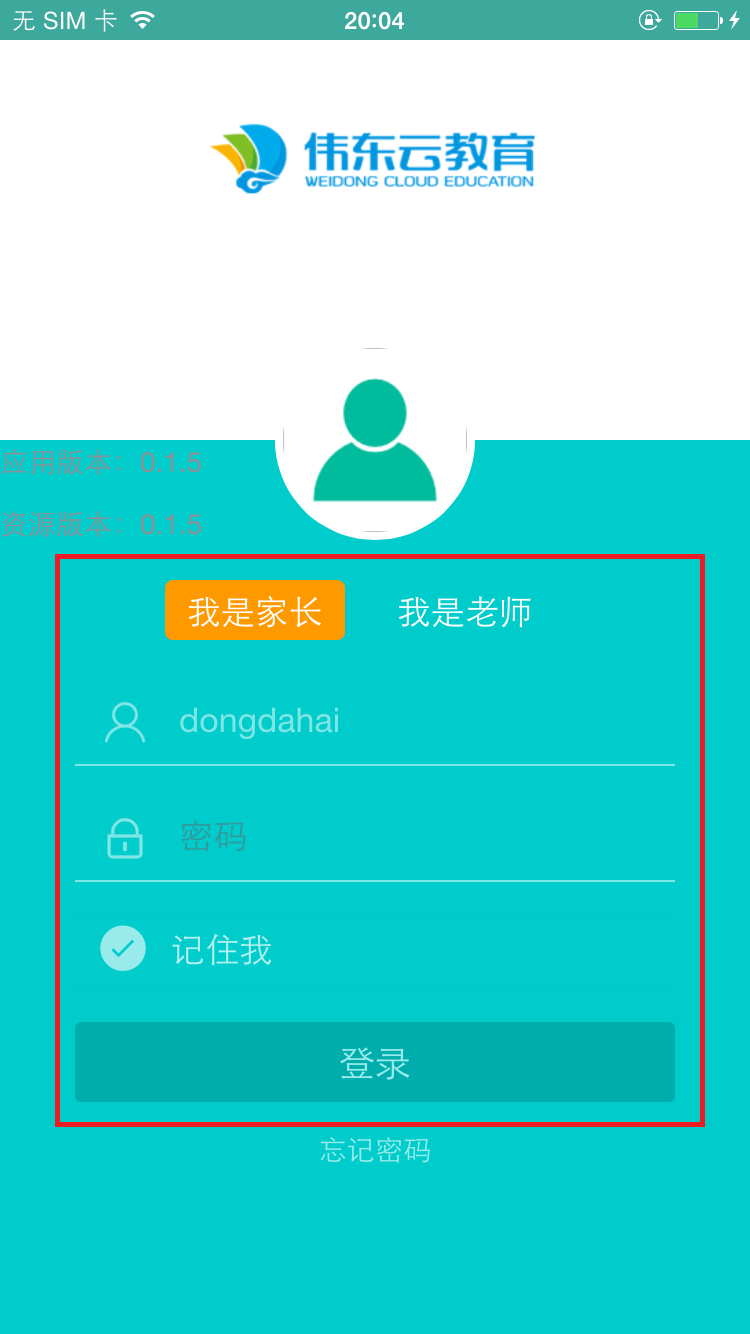 无 SIM 卡 20:04
伟东云教育
WEIDONG CLOUD EDUCATION
应用版本：0.1.5
资源版本：0.1.5
我是家长 我是老师
dongdahai
密码
记住我
登录
忘记密码